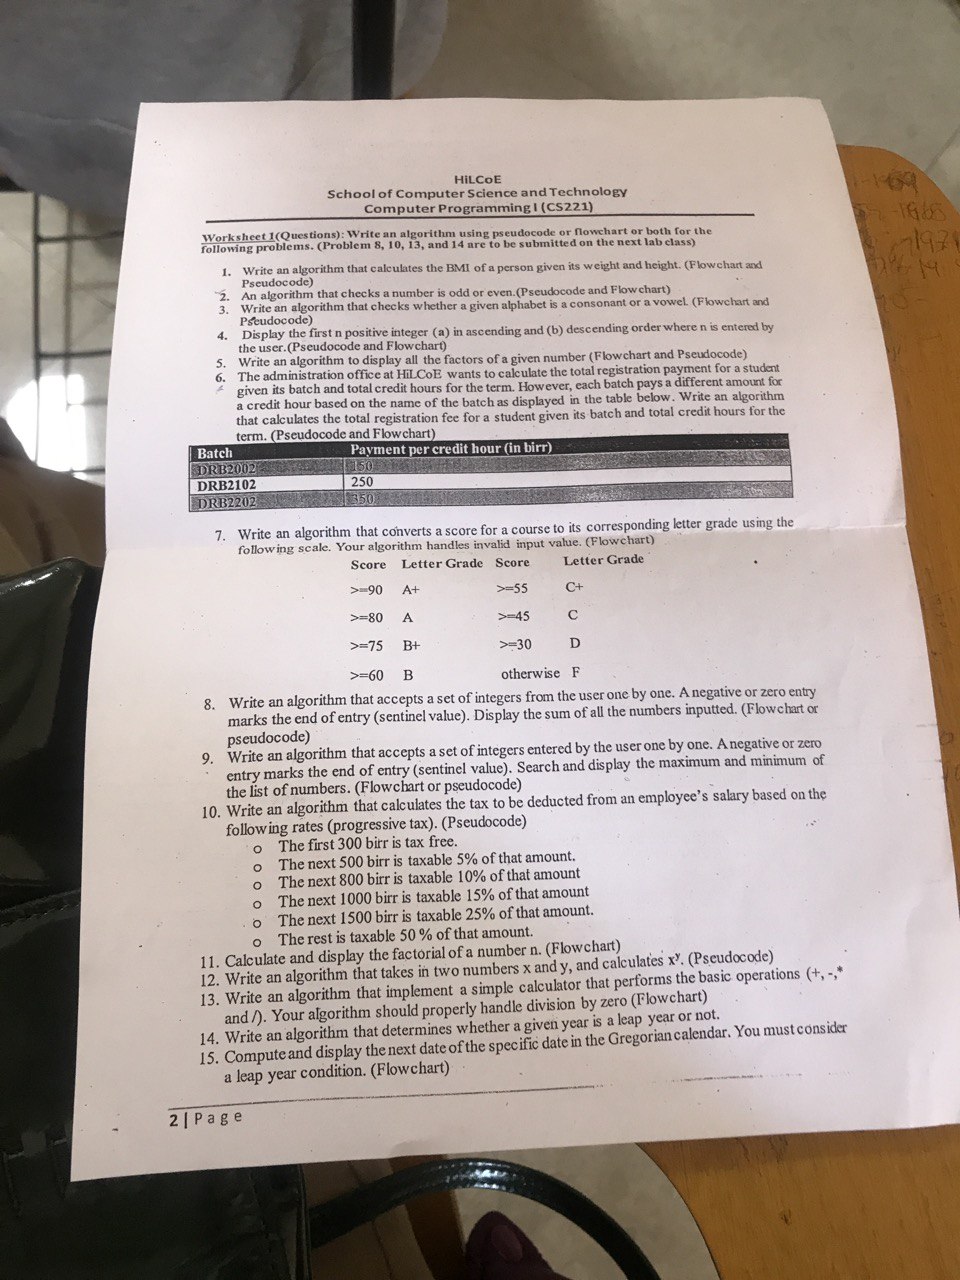 HiLCoE
School of Computer Science and Technology
Computer Programming I (CS221)
Worksheet 1(Questions): Write an algorithm using pseudocode or flowchart or both for the
following problems. (Problem 8, 10, 13, and 14 are to be submitted on the next lab class)
1. Write an algorithm that calculates the BMI of a person given its weight and height. (Flowchart and
Pseudocode)
2. An algorithm that checks a number is odd or even.(Pseudocode and Flowchart)
3. Write an algorithm that checks whether a given alphabet is a consonant or a vowel. (Flowchart and
Pseudocode)
4. Display the first n positive integer (a) in ascending and (b) descending order where n is entered by
the user.(Pseudocode and Flowchart)
5. Write an algorithm to display all the factors of a given number (Flowchart and Pseudocode)
6. The administration office at HiLCoE wants to calculate the total registration payment for a student
given its batch and total credit hours for the term. However, each batch pays a different amount for
a credit hour based on the name of the batch as displayed in the table below. Write an algorithm
that calculates the total registration fee for a student given its batch and total credit hours for the
term. (Pseudocode and Flowchart)
Batch Payment per credit hour (in birr)
DRB2002 150
DRB2102 250
DRB2202 350
7. Write an algorithm that converts a score for a course to its corresponding letter grade using the
following scale. Your algorithm handles invalid input value. (Flowchart)
Score Letter Grade Score Letter Grade
>=90 A+ >=55 C+
>=80 A >=45 C
>=75 B+ >=30 D
>=60 B otherwise F
8. Write an algorithm that accepts a set of integers from the user one by one. A negative or zero entry
marks the end of entry (sentinel value). Display the sum of all the numbers inputted. (Flowchart or
pseudocode)
9. Write an algorithm that accepts a set of integers entered by the user one by one. A negative or zero
entry marks the end of entry (sentinel value). Search and display the maximum and minimum of
the list of numbers. (Flowchart or pseudocode)
10. Write an algorithm that calculates the tax to be deducted from an employee's salary based on the
following rates (progressive tax). (Pseudocode)
o The first 300 birr is tax free.
o The next 500 birr is taxable 5% of that amount.
o The next 800 birr is taxable 10% of that amount
o The next 1000 birr is taxable 15% of that amount
o The next 1500 birr is taxable 25% of that amount.
o The rest is taxable 50 % of that amount.
11. Calculate and display the factorial of a number n. (Flowchart)
12. Write an algorithm that takes in two numbers x and y, and calculates xʸ. (Pseudocode)
13. Write an algorithm that implement a simple calculator that performs the basic operations (+, -,*
and /). Your algorithm should properly handle division by zero (Flowchart)
14. Write an algorithm that determines whether a given year is a leap year or not.
15. Compute and display the next date of the specific date in the Gregorian calendar. You must consider
a leap year condition. (Flowchart)
2 | Page